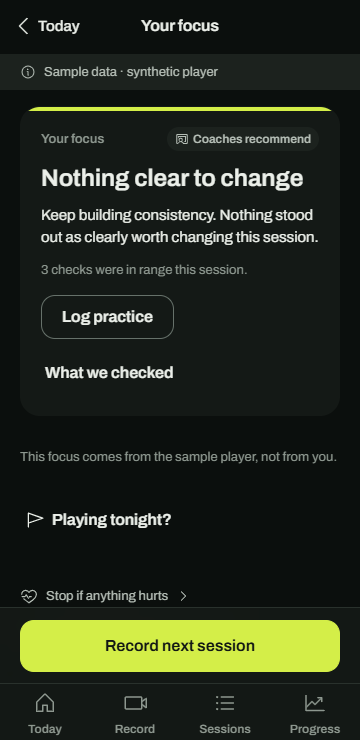 Today
Your focus
Sample data · synthetic player
Your focus
Coaches recommend
Nothing clear to change
Keep building consistency. Nothing stood
out as clearly worth changing this session.
3 checks were in range this session.
Log practice
What we checked
This focus comes from the sample player, not from you.
Playing tonight?
Stop if anything hurts
Record next session
Today
Record
Sessions
Progress